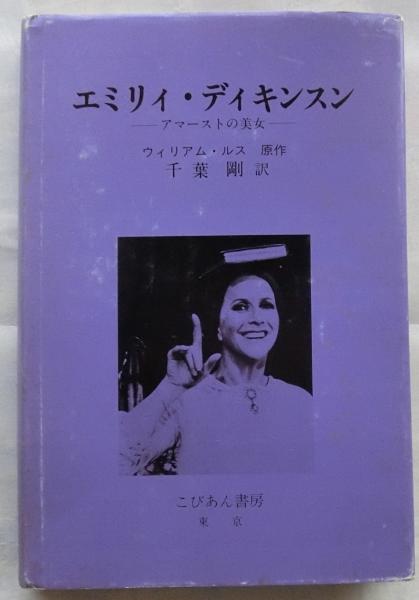 エミリィ・ディキンスン
―アマーストの美女―
ウィリアム・ルス 原作
千葉 剛 訳
こびあん書房
東 京